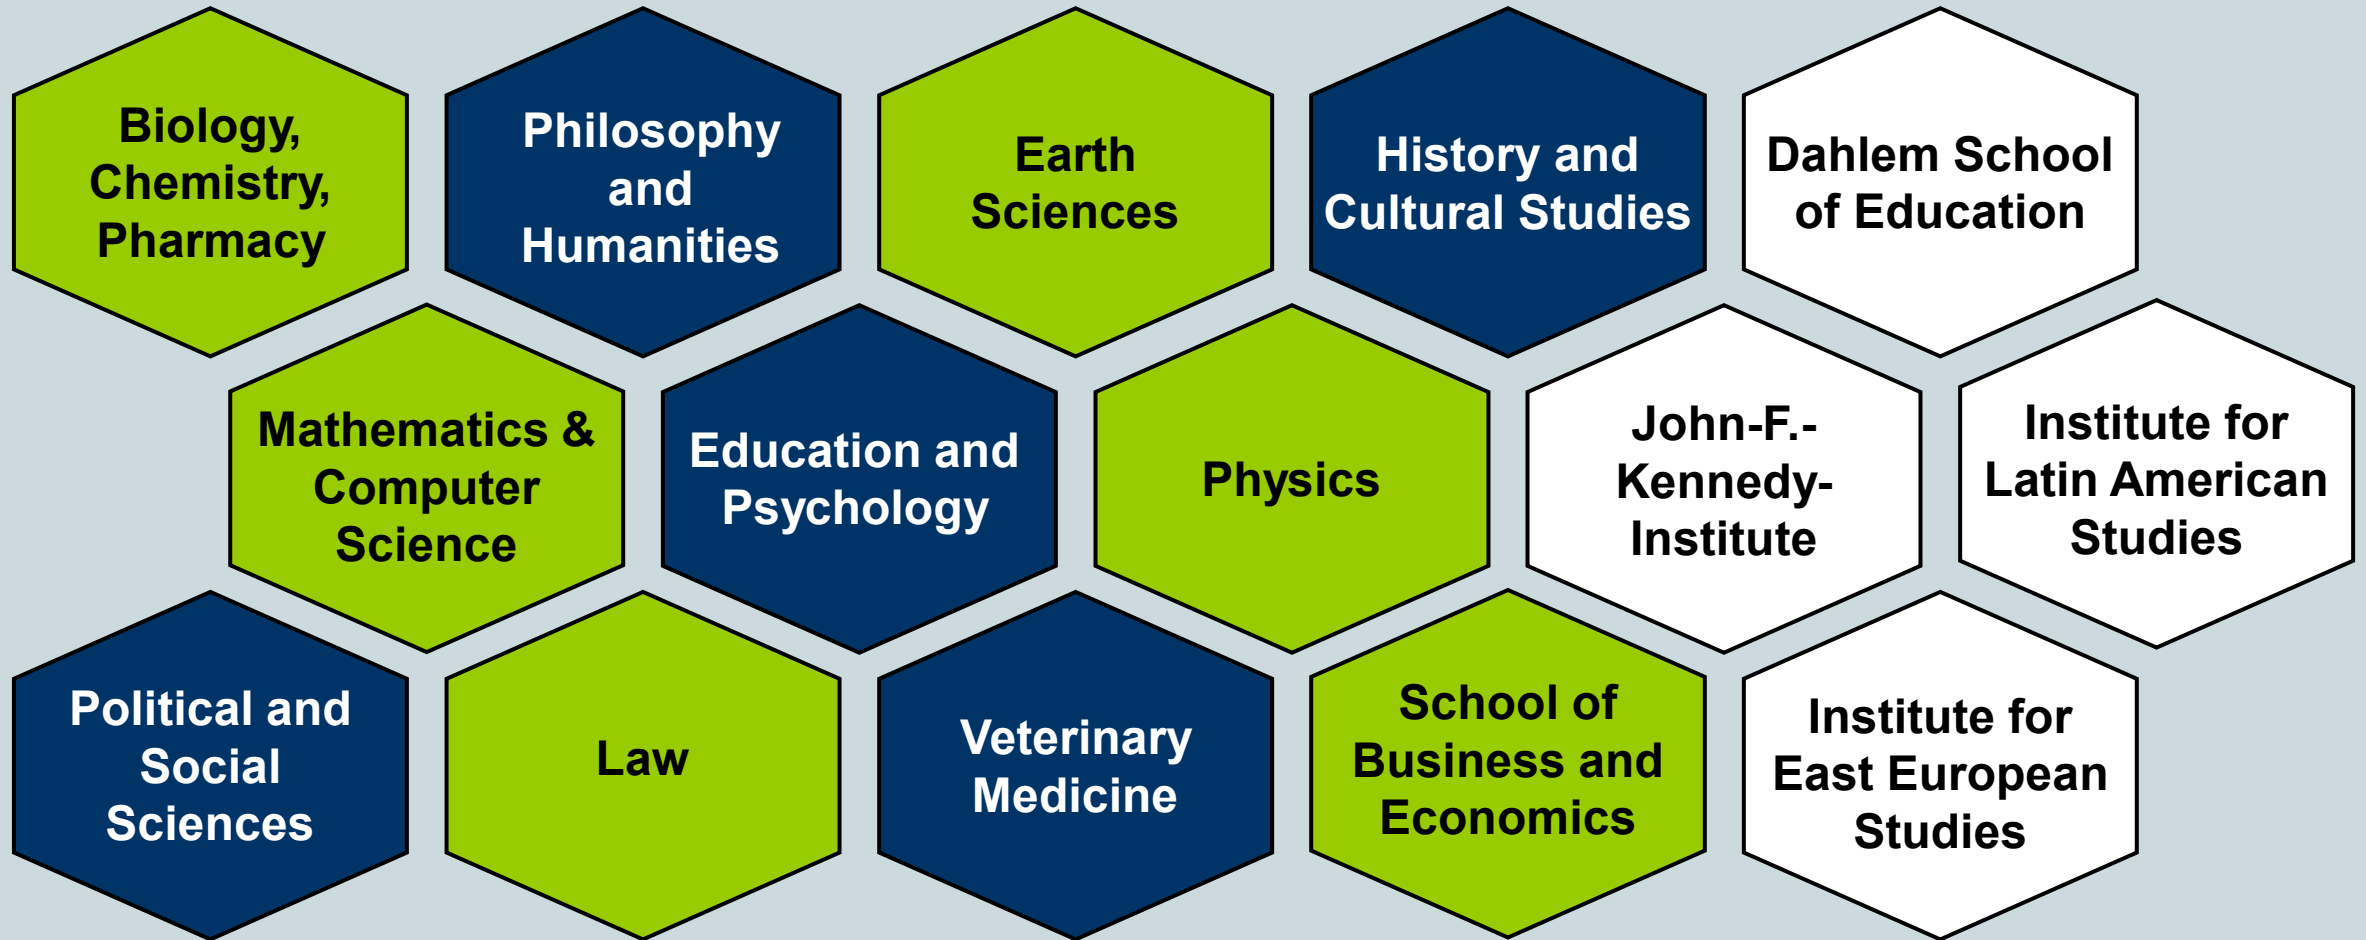 Biology,
Chemistry,
Pharmacy
Philosophy
and
Humanities
Earth
Sciences
History and
Cultural Studies
Dahlem School
of Education
Mathematics &
Computer
Science
Education and
Psychology
Physics
John-F.-
Kennedy-
Institute
Institute for
Latin American
Studies
Political and
Social
Sciences
Law
Veterinary
Medicine
School of
Business and
Economics
Institute for
East European
Studies